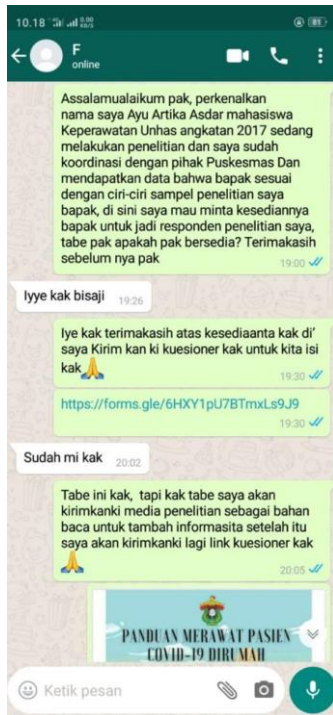 10.18
81
F
online
Assalamualaikum pak, perkenalkan
nama saya Ayu Artika Asdar mahasiswa
Keperawatan Unhas angkatan 2017 sedang
melakukan penelitian dan saya sudah
koordinasi dengan pihak Puskesmas Dan
mendapatkan data bahwa bapak sesuai
dengan ciri-ciri sampel penelitian saya
bapak, di sini saya mau minta kesediannya
bapak untuk jadi responden penelitian saya,
tabe pak apakah pak bersedia? Terimakasih
sebelum nya pak
19:00
Iyye kak bisaji
19:26
Iye kak terimakasih atas kesediaanta kak di'
saya Kirim kan ki kuesioner kak untuk kita isi
kak🙏
19:30
https://forms.gle/6HXY1pU7BTmxLs9J9
19:30
Sudah mi kak
20:02
Tabe ini kak, tapi kak tabe saya akan
kirimkanki media penelitian sebagai bahan
baca untuk tambah informasita setelah itu
saya akan kirimkanki lagi link kuesioner kak
🙏
20:05
PANDUAN MERAWAT PASIEN
COVID-19 DIRUMAH
Ketik pesan